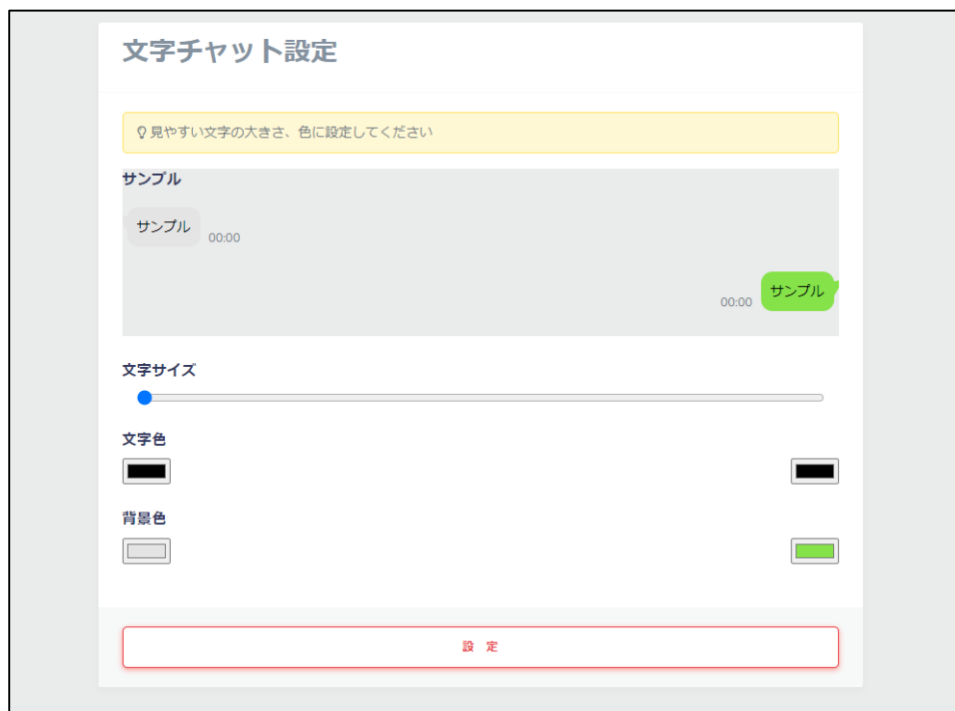 文字チャット設定
見やすい文字の大きさ、色に設定してください
サンプル
サンプル 00:00
00:00 サンプル
文字サイズ
文字色
背景色
設 定